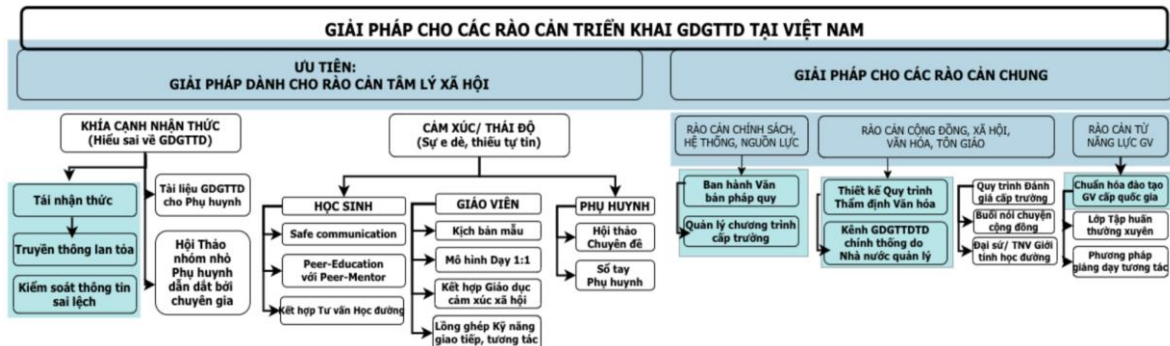 GIẢI PHÁP CHO CÁC RÀO CẢN TRIỂN KHAI GDGTTD TẠI VIỆT NAM
ƯU TIÊN:
GIẢI PHÁP DÀNH CHO RÀO CẢN TÂM LÝ XÃ HỘI
GIẢI PHÁP CHO CÁC RÀO CẢN CHUNG
KHÍA CẠNH NHẬN THỨC
(Hiểu sai về GDGTTD)
Tái nhận thức
Truyền thông lan tỏa
Kiểm soát thông tin
sai lệch
Tài liệu GDGTTD
cho Phụ huynh
Hội Thảo
nhóm nhỏ
Phụ huynh
dẫn dắt bởi
chuyên gia
CẢM XÚC/ THÁI ĐỘ
(Sự e dè, thiếu tự tin)
HỌC SINH
Safe communication
Peer-Education
với Peer-Mentor
Kết hợp Tư vấn Học đường
GIÁO VIÊN
Kịch bản mẫu
Mô hình Dạy 1:1
Kết hợp Giáo dục
cảm xúc xã hội
Lồng ghép Kỹ năng
giao tiếp, tương tác
PHỤ HUYNH
Hội thảo
Chuyên đề
Sổ tay
Phụ huynh
RÀO CẢN CHÍNH SÁCH,
HỆ THỐNG, NGUỒN LỰC
Ban hành Văn
bản pháp quy
Quản lý chương trình
cấp trường
RÀO CẢN CỘNG ĐỒNG, XÃ HỘI,
VĂN HÓA, TÔN GIÁO
Thiết kế Quy trình
Thẩm định Văn hóa
Kênh GDGTTDTD
chính thống do
Nhà nước quản lý
Quy trình Đánh
giá cấp trường
Buổi nói chuyện
cộng đồng
Đại sứ/ TNV Giới
tính học đường
RÀO CẢN TỪ
NĂNG LỰC GV
Chuẩn hóa đào tạo
GV cấp quốc gia
Lớp Tập huấn
thường xuyên
Phương pháp
giảng dạy tương tác